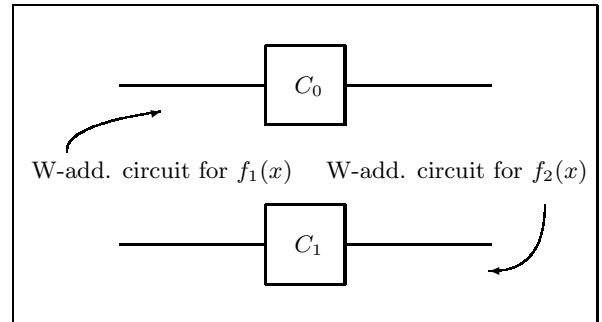 C₀
W-add. circuit for f₁(x)
W-add. circuit for f₂(x)
C₁